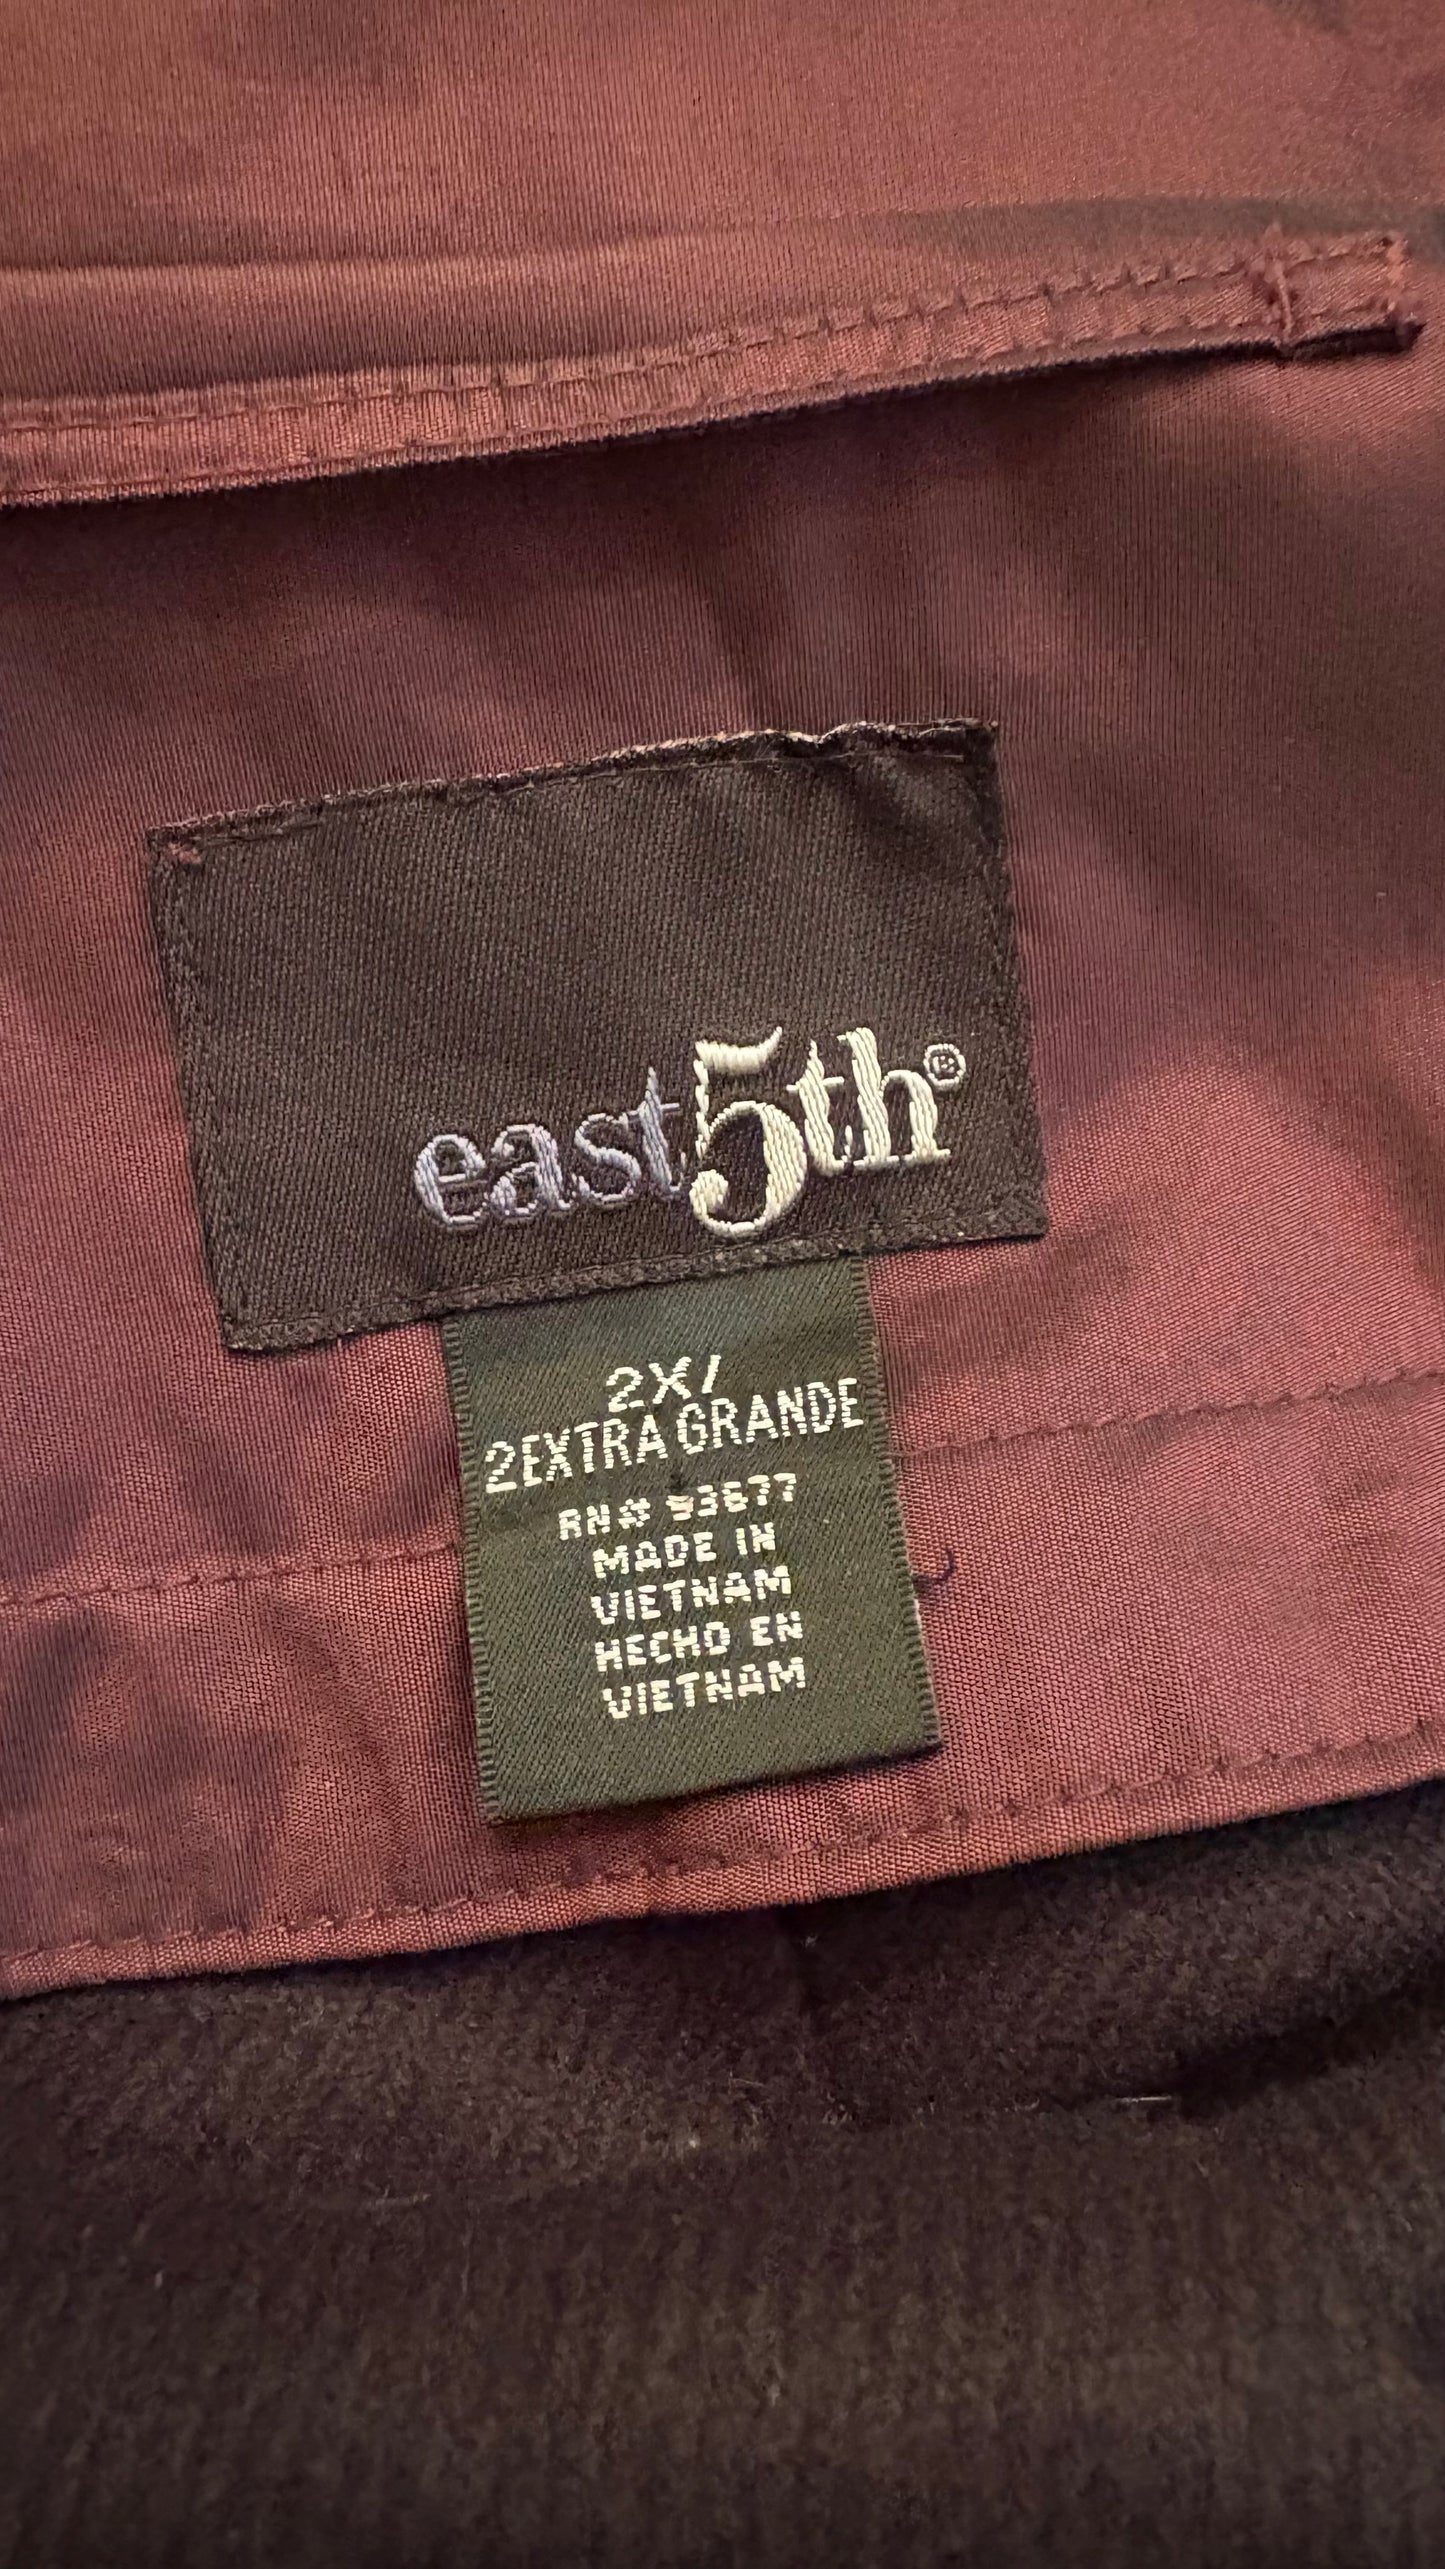 east5th®
2X/
2EXTRA GRANDE
RN# 93677
MADE IN
VIETNAM
HECHO EN
VIETNAM